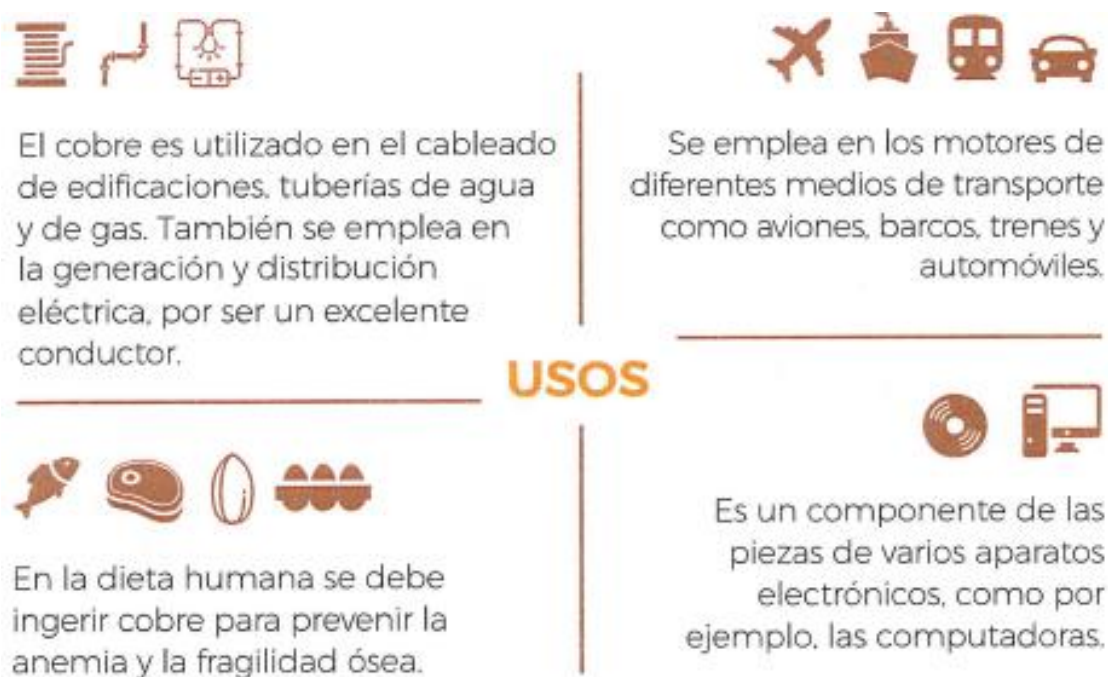 El cobre es utilizado en el cableado
de edificaciones, tuberías de agua
y de gas. También se emplea en
la generación y distribución
eléctrica, por ser un excelente
conductor.
Se emplea en los motores de
diferentes medios de transporte
como aviones, barcos, trenes y
automóviles.
USOS
En la dieta humana se debe
ingerir cobre para prevenir la
anemia y la fragilidad ósea.
Es un componente de las
piezas de varios aparatos
electrónicos, como por
ejemplo, las computadoras.